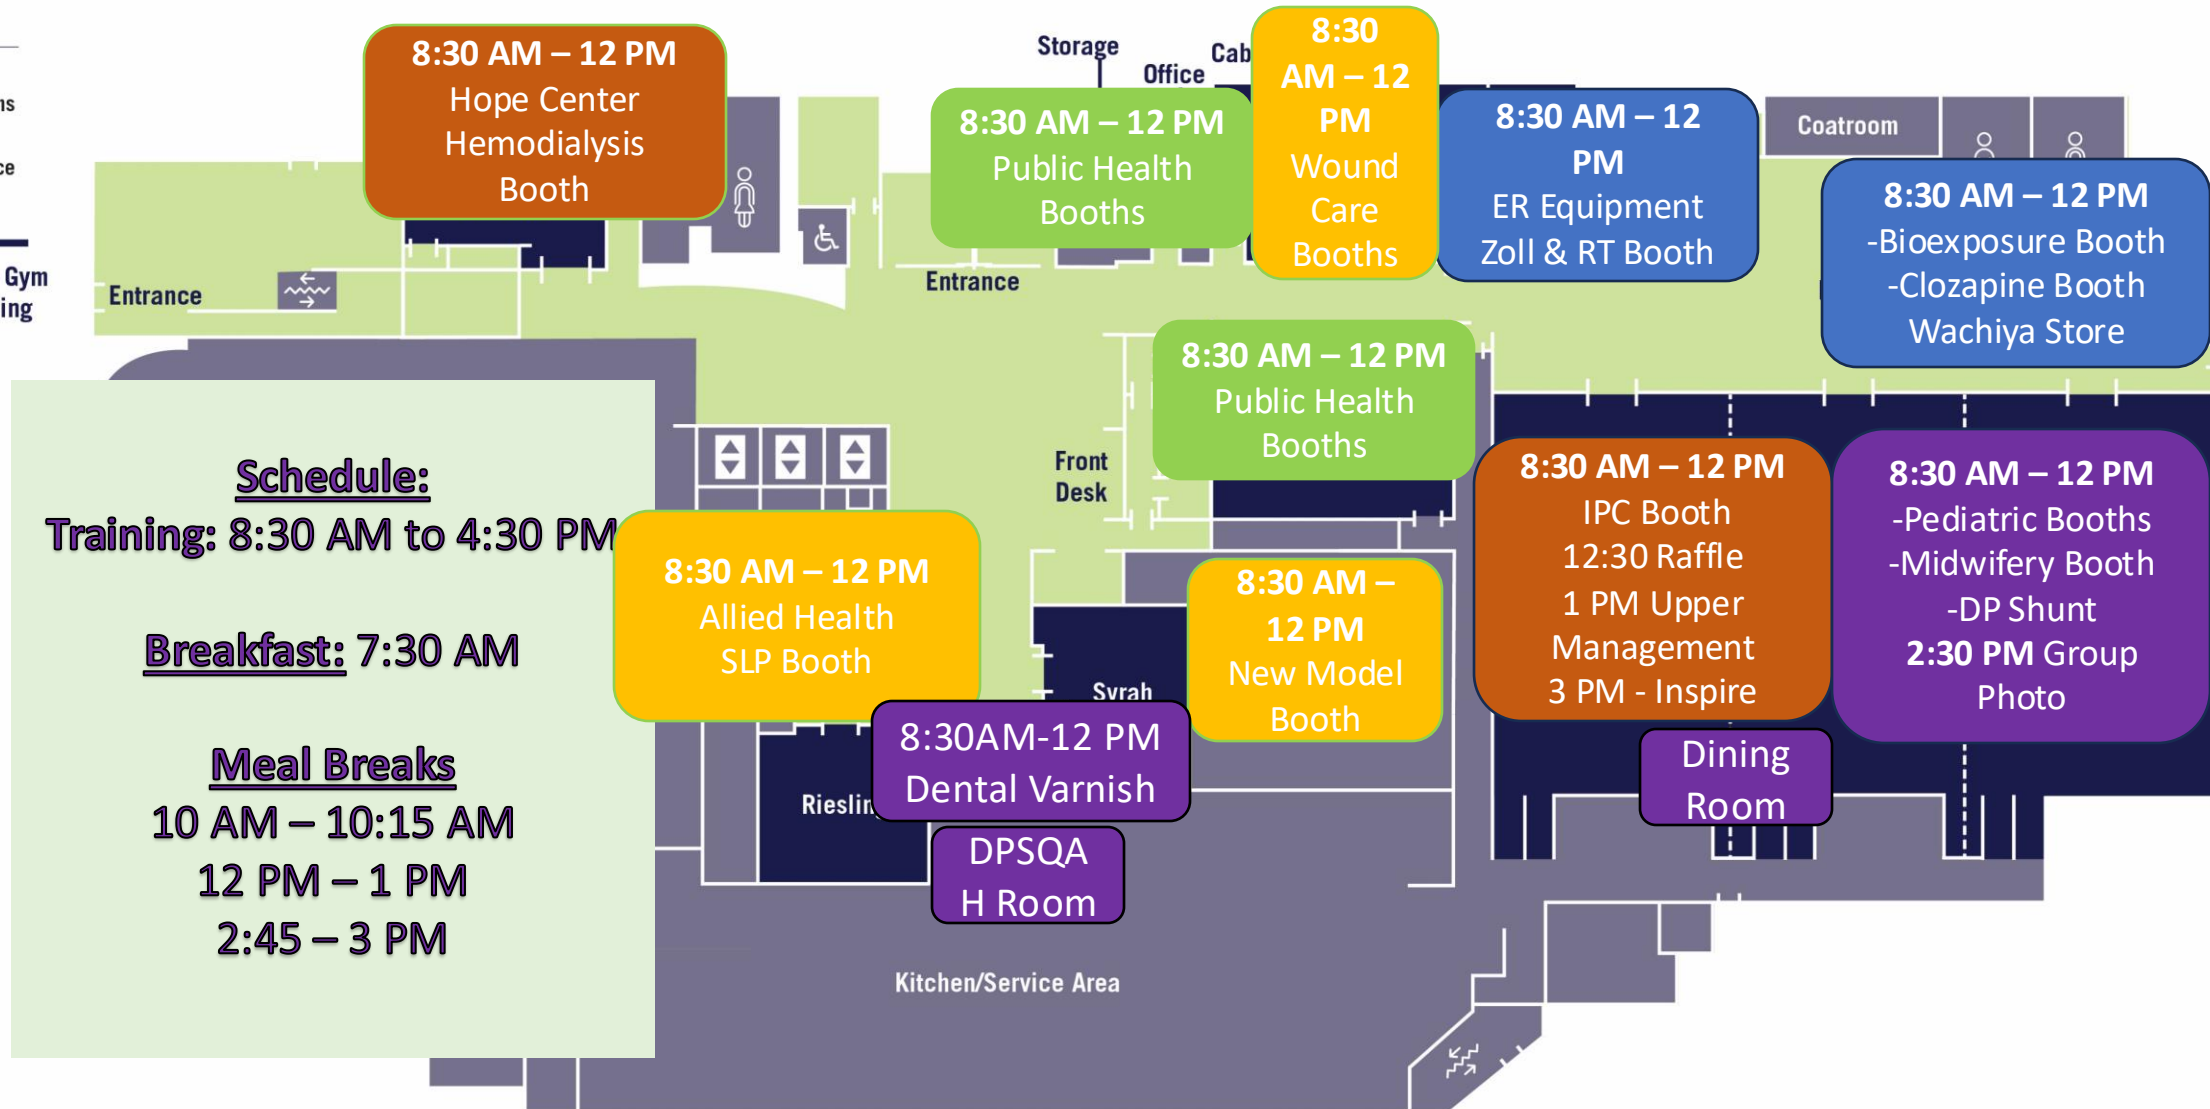 8:30 AM – 12 PM
Hope Center
Hemodialysis
Booth
Storage
Office
Cab
8:30
AM – 12
PM
Wound
Care
Booths
8:30 AM – 12 PM
Public Health
Booths
8:30 AM – 12
PM
ER Equipment
Zoll & RT Booth
Coatroom
8:30 AM – 12 PM
-Bioexposure Booth
-Clozapine Booth
Wachiya Store
ns
ce
Gym
ing
Entrance
Entrance
8:30 AM – 12 PM
Public Health
Booths
Front
Desk
Schedule:
Training: 8:30 AM to 4:30 PM
Breakfast: 7:30 AM
Meal Breaks
10 AM – 10:15 AM
12 PM – 1 PM
2:45 – 3 PM
8:30 AM – 12 PM
Allied Health
SLP Booth
8:30 AM –
12 PM
New Model
Booth
8:30 AM – 12 PM
IPC Booth
12:30 Raffle
1 PM Upper
Management
3 PM - Inspire
8:30 AM – 12 PM
-Pediatric Booths
-Midwifery Booth
-DP Shunt
2:30 PM Group
Photo
Syrah
8:30AM-12 PM
Dental Varnish
Rieslin
DPSQA
H Room
Dining
Room
Kitchen/Service Area